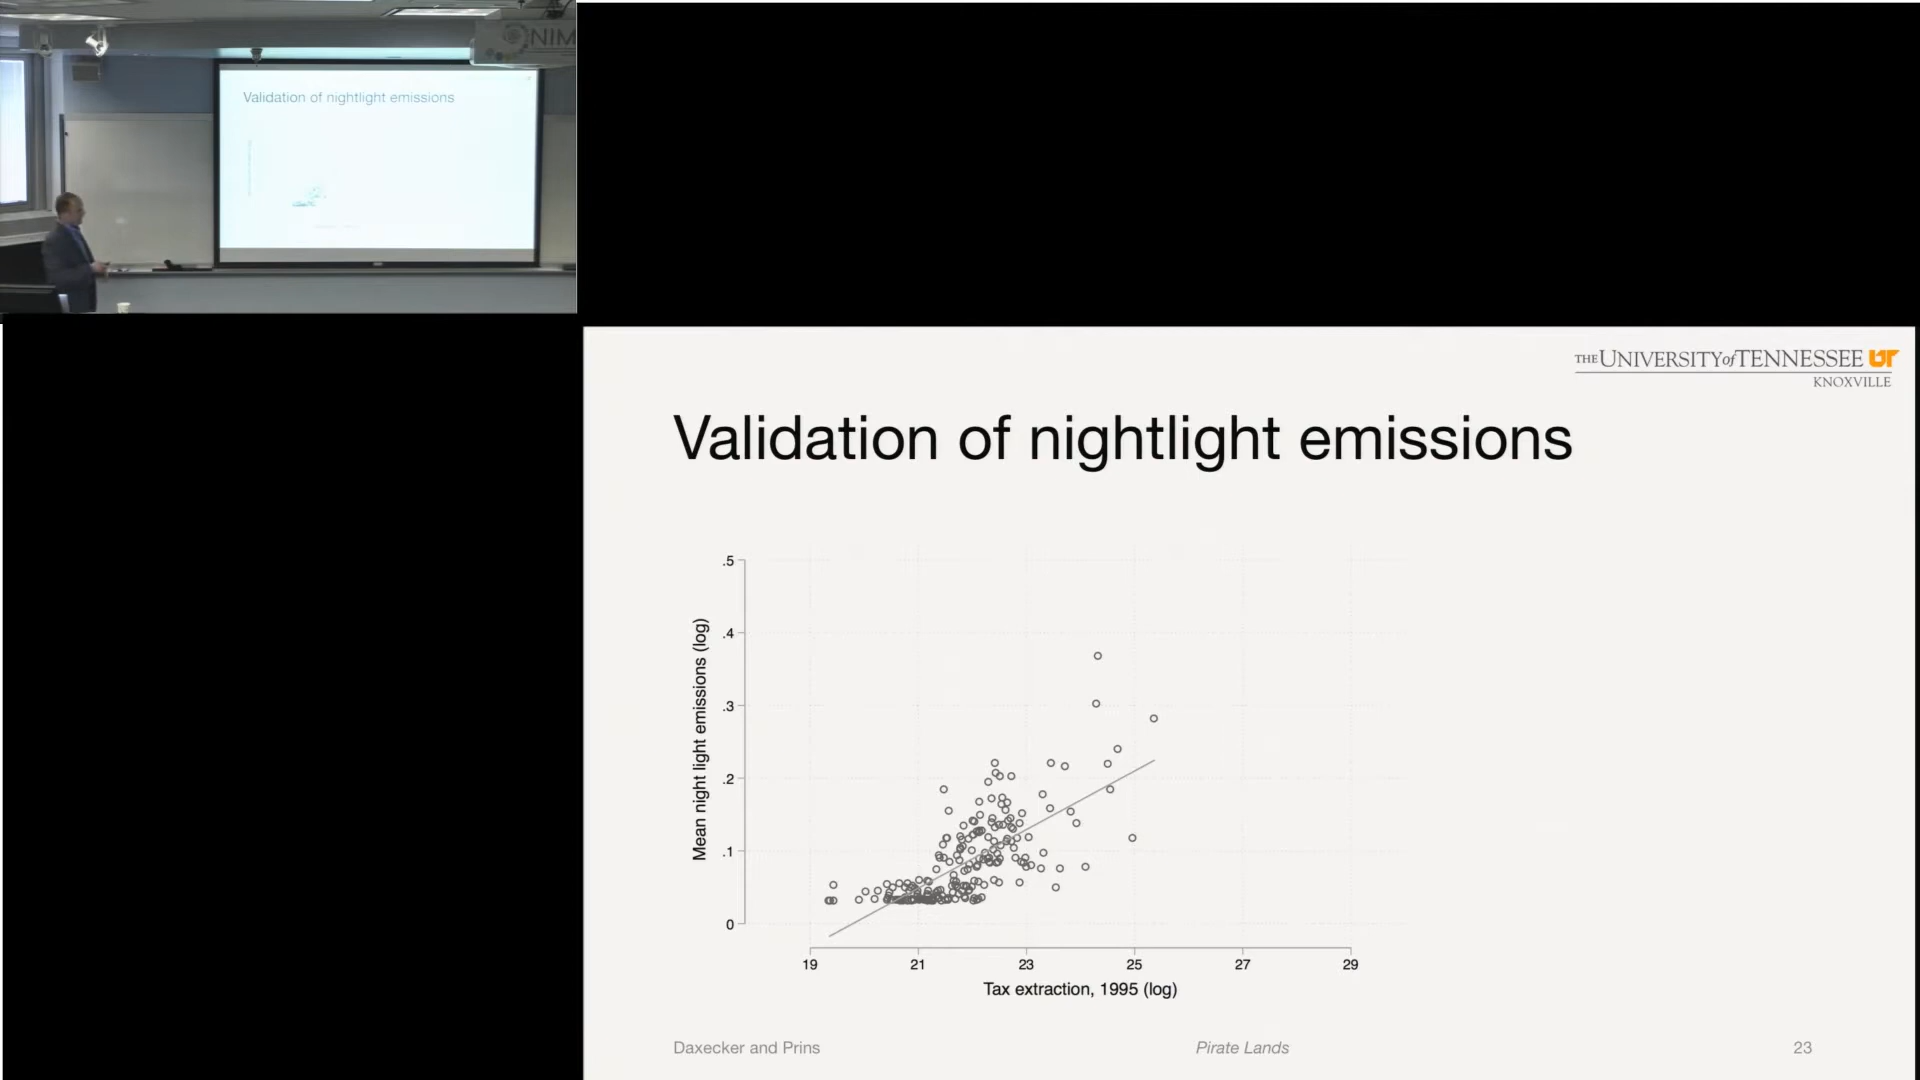 NIM
Validation of nightlight emissions
THE UNIVERSITY of TENNESSEE UT
KNOXVILLE
Validation of nightlight emissions
.5
.4
.3
.2
.1
0
Mean night light emissions (log)
19 21 23 25 27 29
Tax extraction, 1995 (log)
Daxecker and Prins Pirate Lands 23